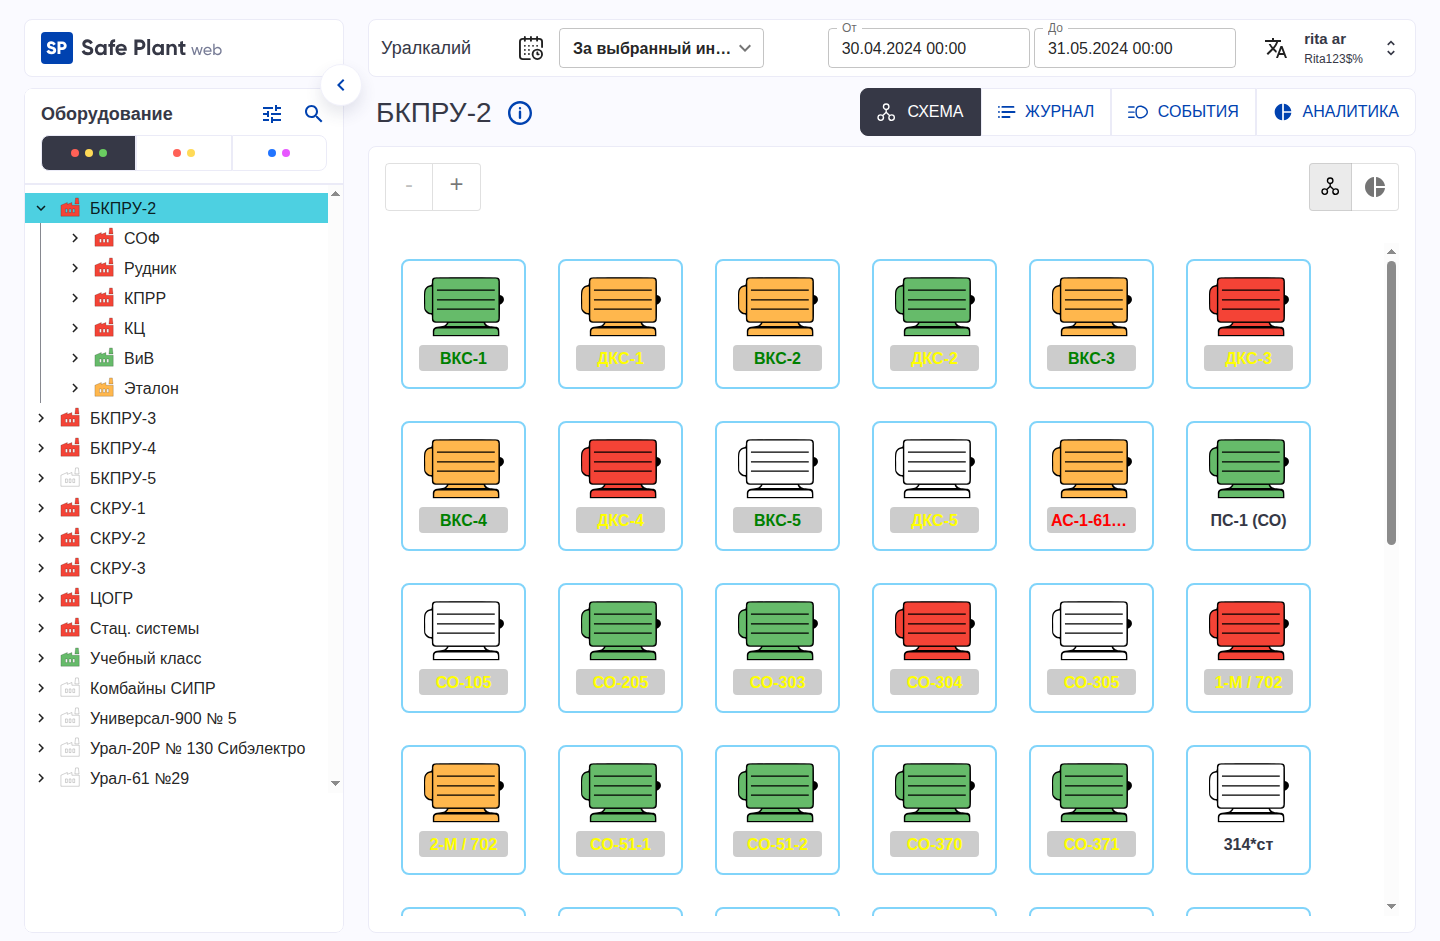 SP Safe Plant web
Уралкалий
За выбранный ин...
От
30.04.2024 00:00
До
31.05.2024 00:00
rita ar
Rita123$%
Оборудование
БКПРУ-2
СОФ
Рудник
КПРР
КЦ
ВиВ
Эталон
БКПРУ-3
БКПРУ-4
БКПРУ-5
СКРУ-1
СКРУ-2
СКРУ-3
ЦОГР
Стац. системы
Учебный класс
Комбайны СИПР
Универсал-900 № 5
Урал-20Р № 130 Сибэлектро
Урал-61 №29
БКПРУ-2
СХЕМА
ЖУРНАЛ
СОБЫТИЯ
АНАЛИТИКА
- +
ВКС-1 ДКС-1 ВКС-2 ДКС-2 ВКС-3 ДКС-3
ВКС-4 ДКС-4 ВКС-5 ДКС-5 АС-1-61... ПС-1 (СО)
СО-105 СО-205 СО-303 СО-304 СО-305 1-М / 702
2-М / 702 СО-51-1 СО-51-2 СО-370 СО-371 314*ст